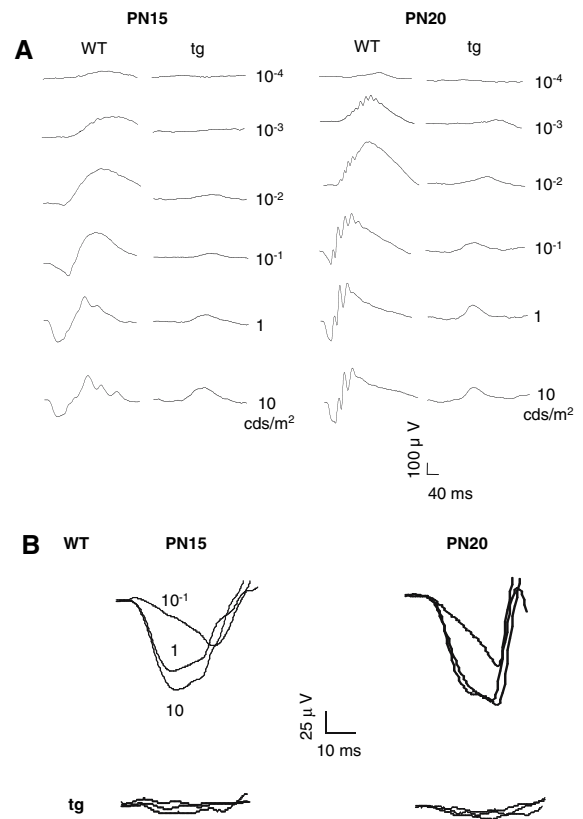 PN15 PN20
A WT tg WT tg
10-4 10-4
10-3 10-3
10-2 10-2
10-1 10-1
1 1
10 10
cds/m2 cds/m2
100 µ V
40 ms
B WT PN15 PN20
10-1
1
10
25 µ V
10 ms
tg